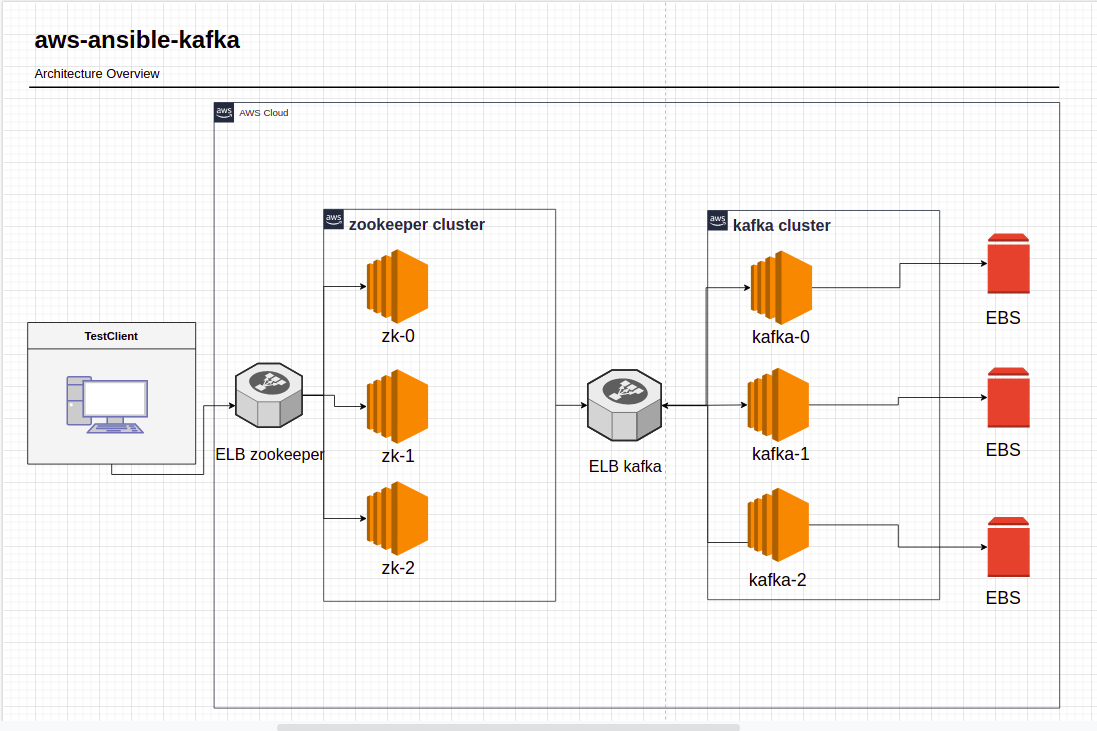 aws-ansible-kafka
Architecture Overview
aws
AWS Cloud
aws
zookeeper cluster
aws
kafka cluster
zk-0
kafka-0
EBS
TestClient
ELB zookeeper
zk-1
ELB kafka
kafka-1
EBS
zk-2
kafka-2
EBS